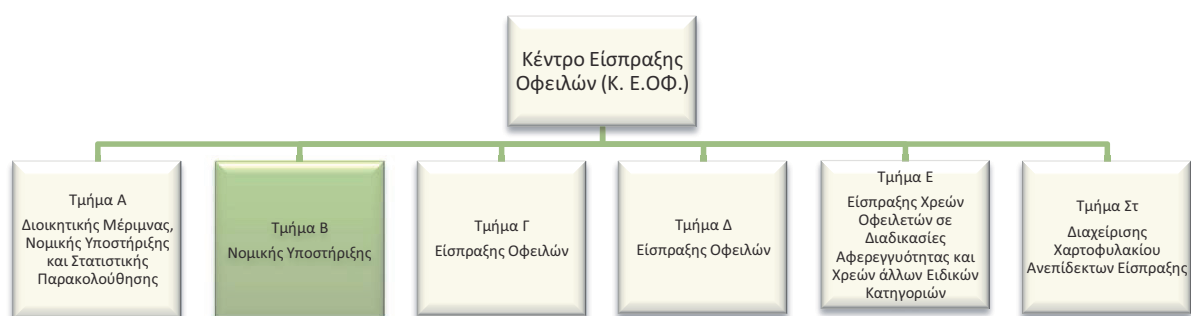 Κέντρο Είσπραξης
Οφειλών (Κ. Ε.ΟΦ.)
Τμήμα Α
Διοικητικής Μέριμνας,
Νομικής Υποστήριξης
και Στατιστικής
Παρακολούθησης
Τμήμα Β
Νομικής Υποστήριξης
Τμήμα Γ
Είσπραξης Οφειλών
Τμήμα Δ
Είσπραξης Οφειλών
Τμήμα Ε
Είσπραξης Χρεών
Οφειλετών σε
Διαδικασίες
Αφερεγγυότητας και
Χρεών άλλων Ειδικών
Κατηγοριών
Τμήμα Στ
Διαχείρισης
Χαρτοφυλακίου
Ανεπίδεκτων Είσπραξης